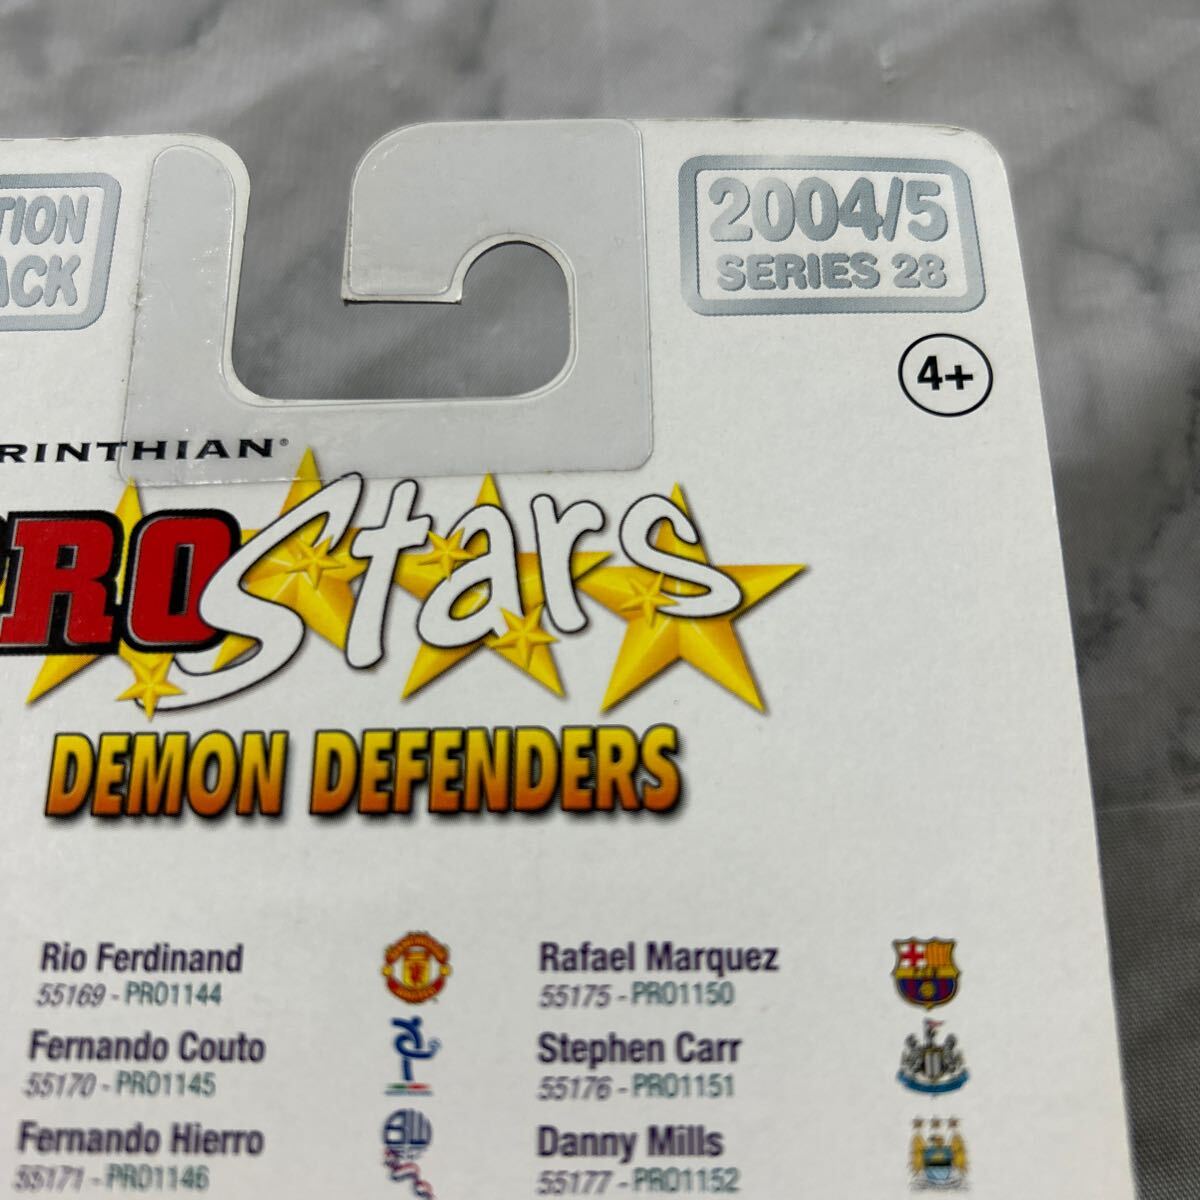 TION
ACK
2004/5
SERIES 28
4+
RINTHIAN®
PRO Stars
DEMON DEFENDERS
Rio Ferdinand
55169 - PRO1144
Fernando Couto
55170 - PRO1145
Fernando Hierro
55171 - PRO1146
Rafael Marquez
55175 - PRO1150
Stephen Carr
55176 - PRO1151
Danny Mills
55177 - PRO1152